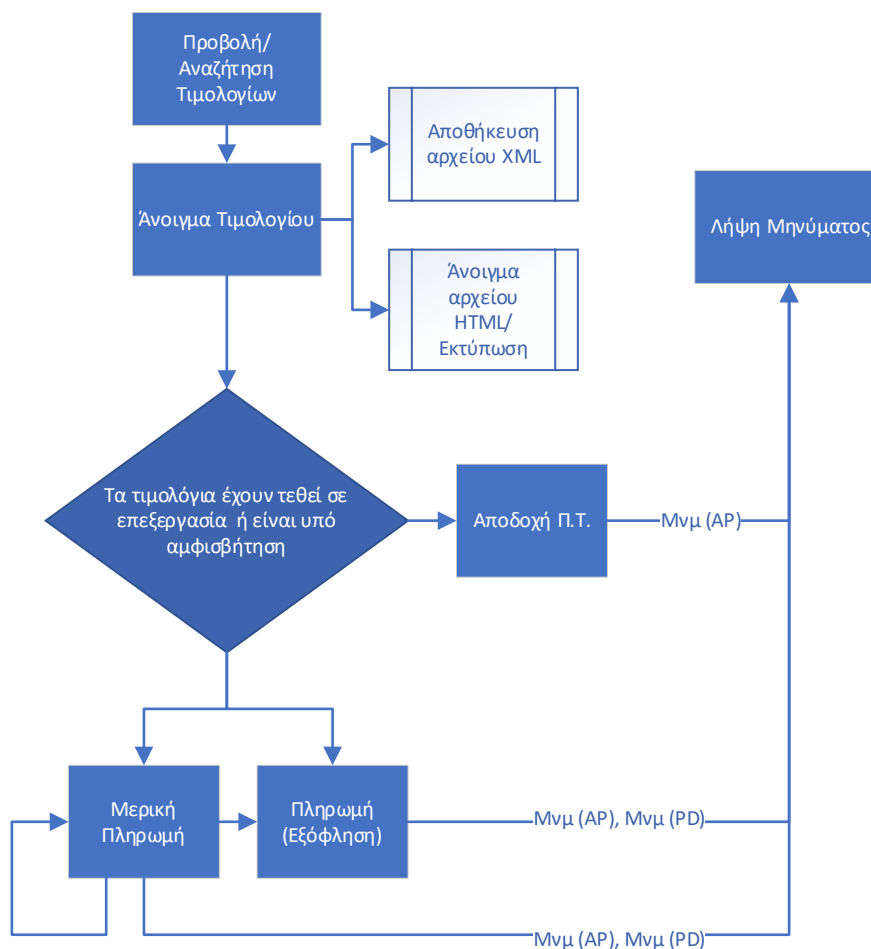 Προβολή/
Αναζήτηση
Τιμολογίων
Αποθήκευση
αρχείου XML
Άνοιγμα Τιμολογίου
Λήψη Μηνύματος
Άνοιγμα
αρχείου
HTML/
Εκτύπωση
Τα τιμολόγια έχουν τεθεί σε
επεξεργασία ή είναι υπό
αμφισβήτηση
Αποδοχή Π.Τ.
Μνμ (AP)
Μερική
Πληρωμή
Πληρωμή
(Εξόφληση)
Μνμ (AP), Μνμ (PD)
Μνμ (AP), Μνμ (PD)